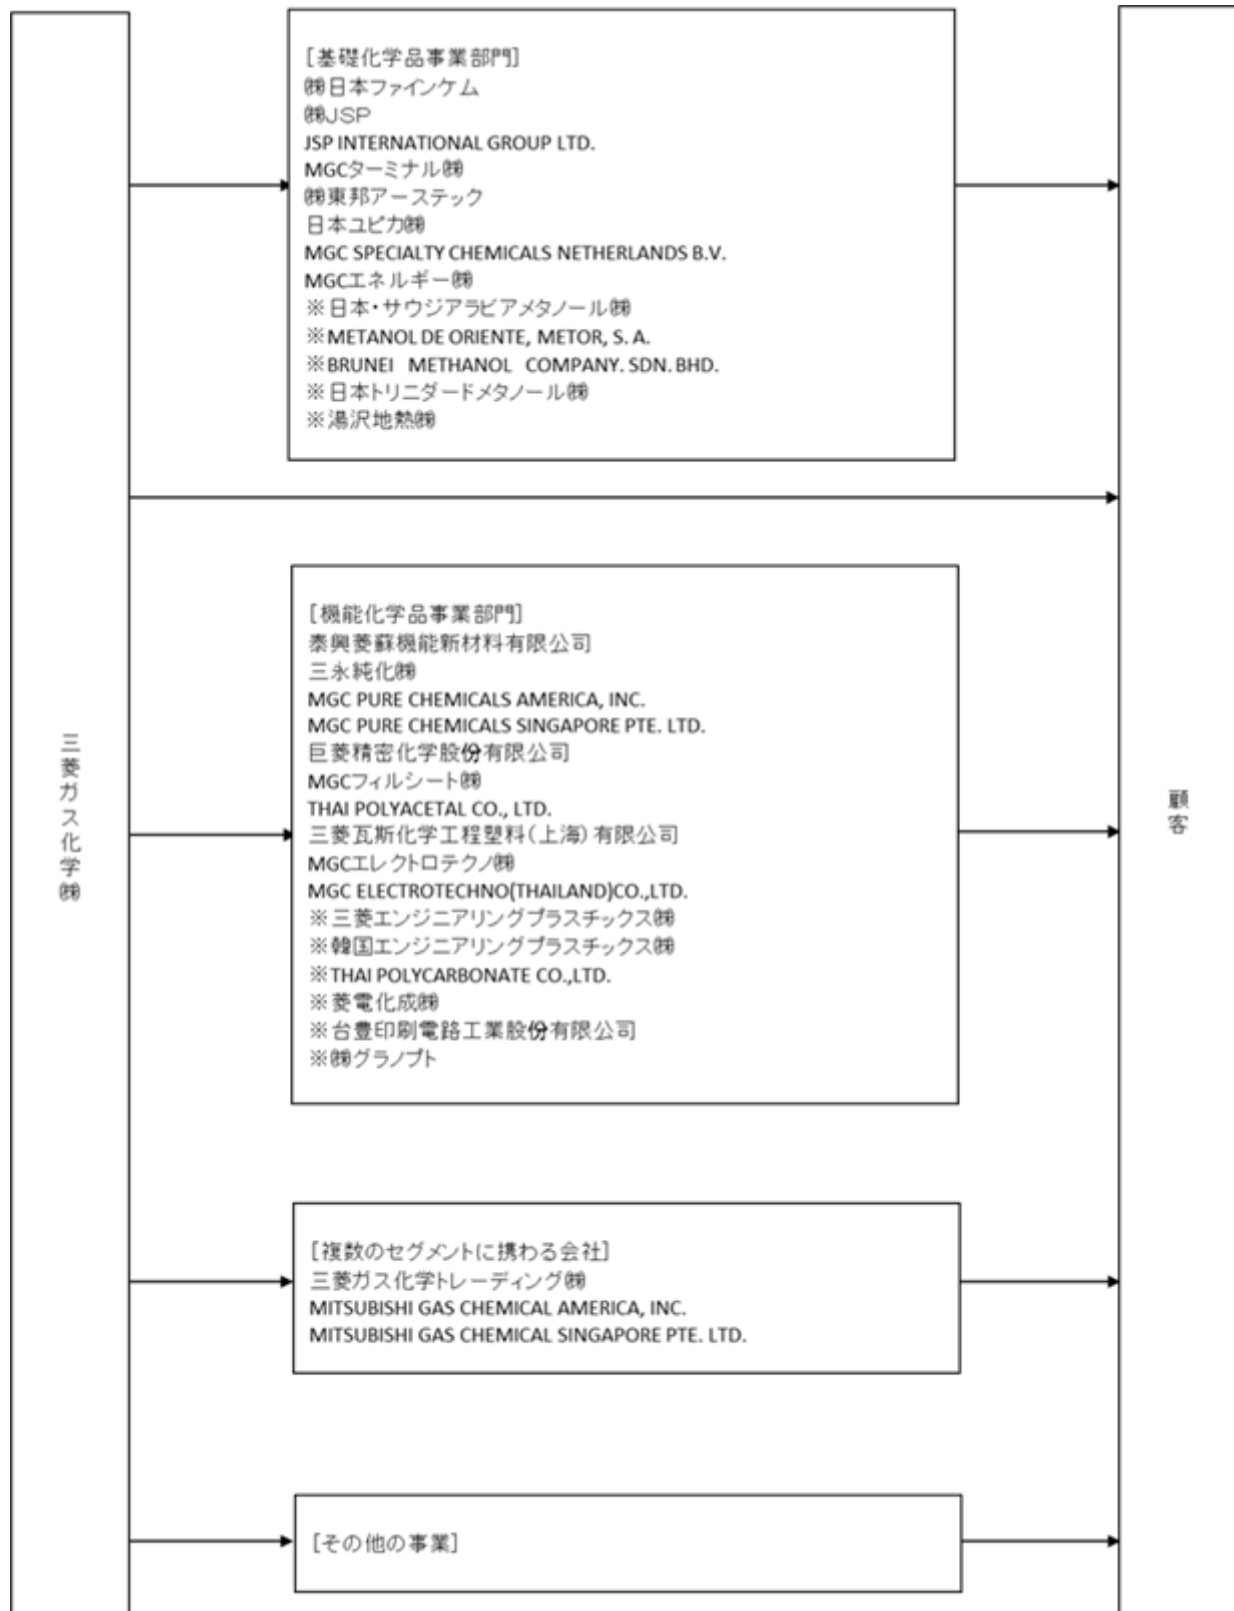 [基礎化学品事業部門]
㈱日本ファインケム
㈱JSP
JSP INTERNATIONAL GROUP LTD.
MGCターミナル㈱
㈱東邦アーステック
日本ユピカ㈱
MGC SPECIALTY CHEMICALS NETHERLANDS B.V.
MGCエネルギー㈱
※日本・サウジアラビアメタノール㈱
※METANOL DE ORIENTE, METOR, S. A.
※BRUNEI METHANOL COMPANY. SDN. BHD.
※日本トリニダードメタノール㈱
※湯沢地熱㈱
[機能化学品事業部門]
泰興菱蘇機能新材料有限公司
三永純化㈱
MGC PURE CHEMICALS AMERICA, INC.
MGC PURE CHEMICALS SINGAPORE PTE. LTD.
巨菱精密化学股份有限公司
MGCフィルシート㈱
THAI POLYACETAL CO., LTD.
三菱瓦斯化学工程塑料(上海)有限公司
MGCエレクトロテクノ㈱
MGC ELECTROTECHNO(THAILAND)CO.,LTD.
※三菱エンジニアリングプラスチックス㈱
※韓国エンジニアリングプラスチックス㈱
※THAI POLYCARBONATE CO.,LTD.
※菱電化成㈱
※台豊印刷電路工業股份有限公司
※㈱グラノプト
三菱ガス化学㈱
顧客
[複数のセグメントに携わる会社]
三菱ガス化学トレーディング㈱
MITSUBISHI GAS CHEMICAL AMERICA, INC.
MITSUBISHI GAS CHEMICAL SINGAPORE PTE. LTD.
[その他の事業]